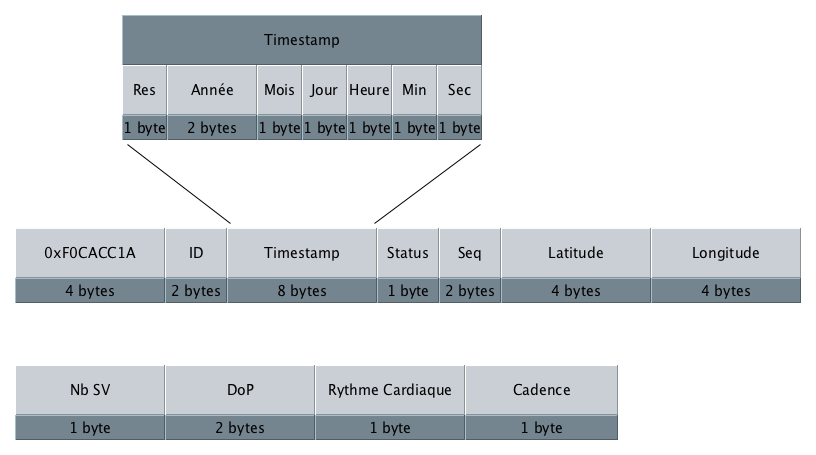 Timestamp
Res Année Mois Jour Heure Min Sec
1 byte 2 bytes 1 byte 1 byte 1 byte 1 byte 1 byte
0xF0CACC1A ID Timestamp Status Seq Latitude Longitude
4 bytes 2 bytes 8 bytes 1 byte 2 bytes 4 bytes 4 bytes
Nb SV DoP Rythme Cardiaque Cadence
1 byte 2 bytes 1 byte 1 byte